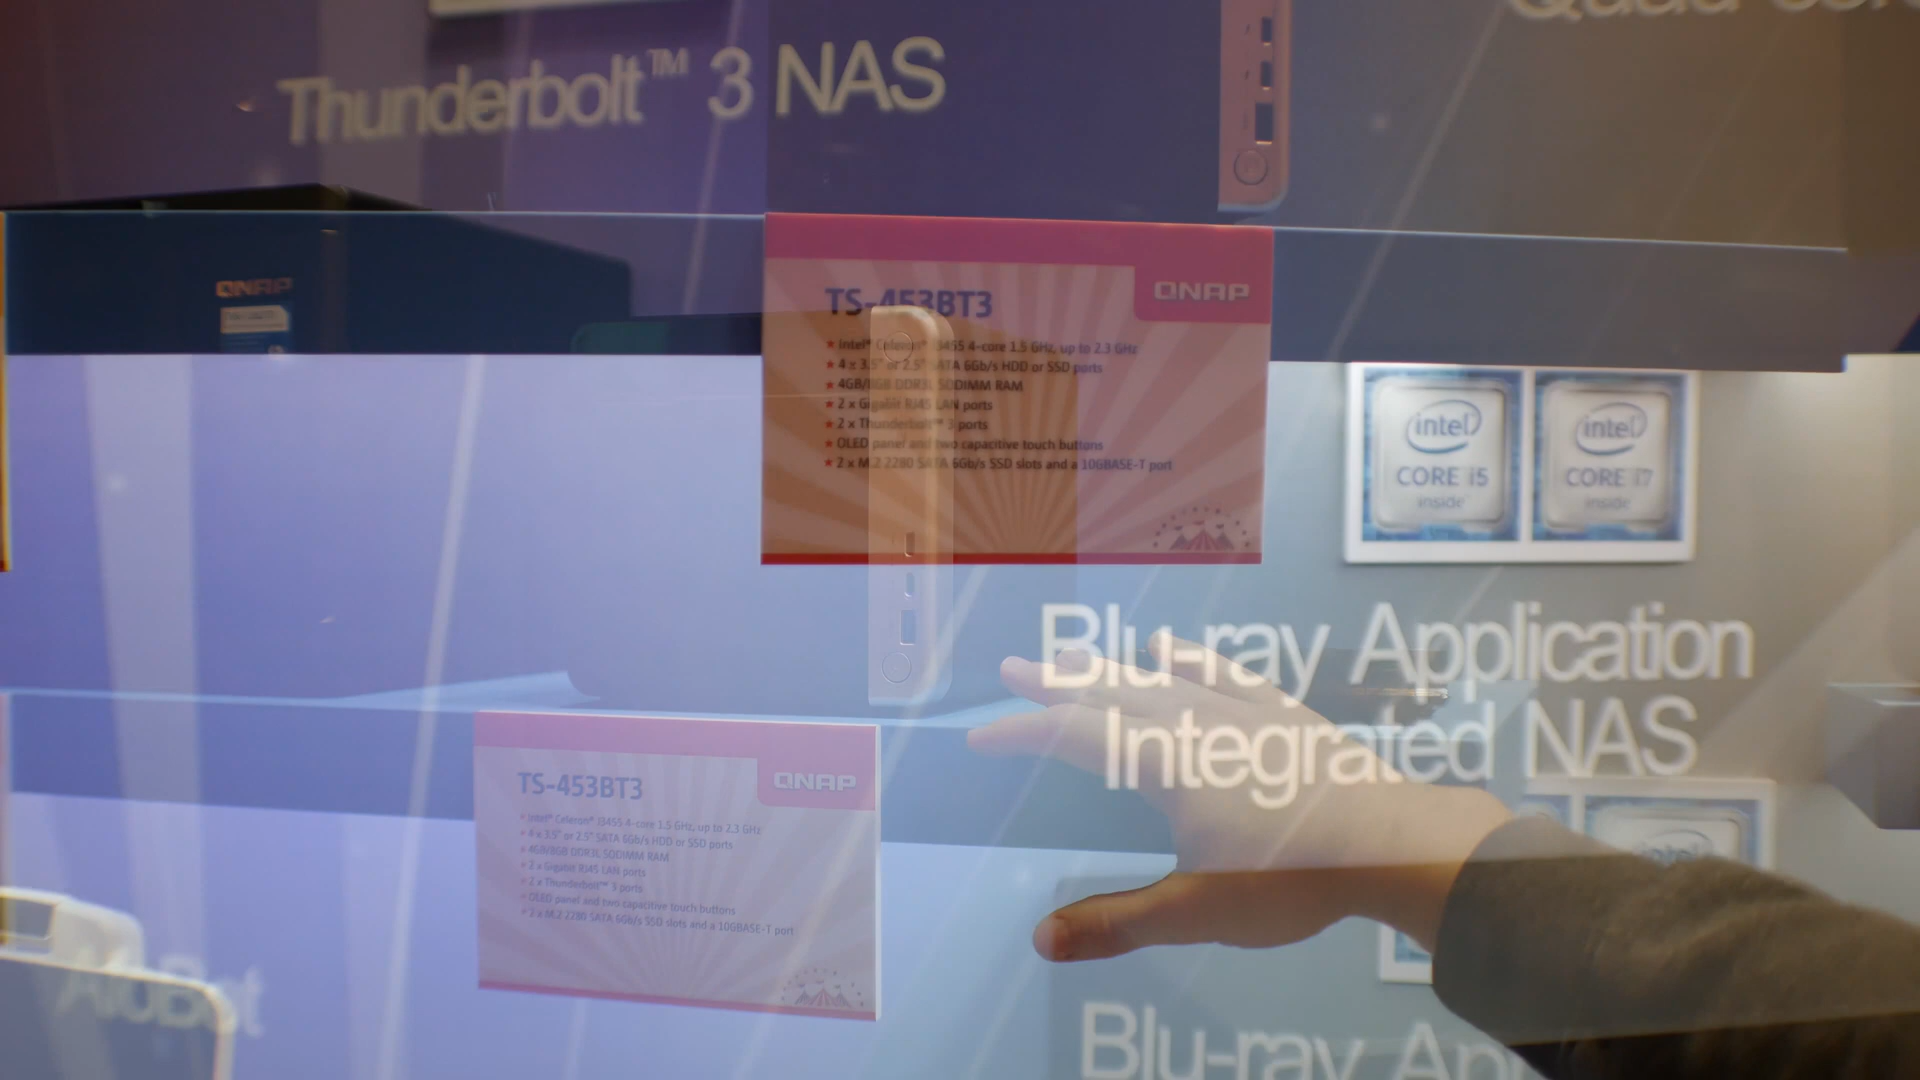 Thunderbolt™ 3 NAS
QNAP
TS-453BT3
QNAP
★ Intel® Celeron® J3455 4-core 1.5 GHz, up to 2.3 GHz
★ 4 x 3.5" or 2.5" SATA 6Gb/s HDD or SSD ports
★ 4GB/8GB DDR3L SODIMM RAM
★ 2 x Gigabit RJ45 LAN ports
★ 2 x Thunderbolt™ 3 ports
★ OLED panel and two capacitive touch buttons
★ 2 x M.2 2280 SATA 6Gb/s SSD slots and a 10GBASE-T port
intel
CORE i5
inside
intel
CORE i7
inside
Blu-ray Application
Integrated NAS
TS-453BT3
QNAP
★ Intel® Celeron® J3455 4-core 1.5 GHz, up to 2.3 GHz
★ 4 x 3.5" or 2.5" SATA 6Gb/s HDD or SSD ports
★ 4GB/8GB DDR3L SODIMM RAM
★ 2 x Gigabit RJ45 LAN ports
★ 2 x Thunderbolt™ 3 ports
★ OLED panel and two capacitive touch buttons
★ 2 x M.2 2280 SATA 6Gb/s SSD slots and a 10GBASE-T port
intel
Blu-ray